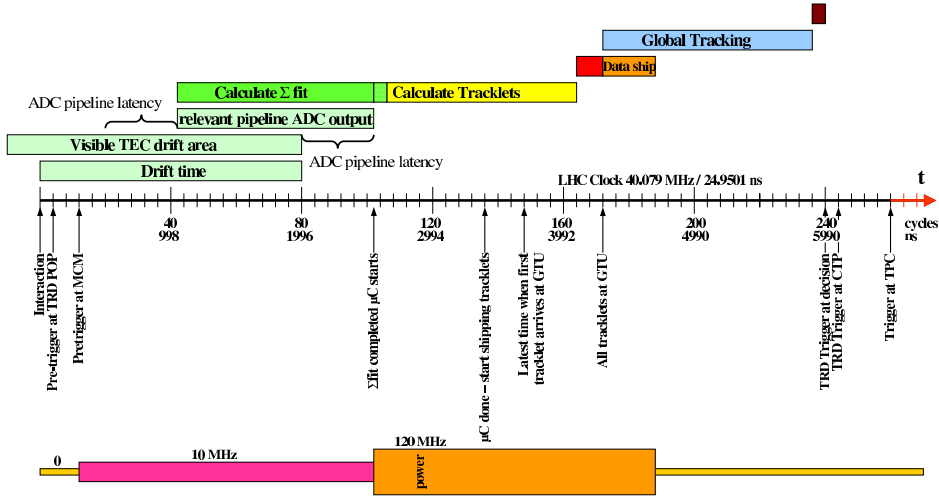 Global Tracking
Data ship
Calculate Σ fit
Calculate Tracklets
ADC pipeline latency
relevant pipeline ADC output
Visible TEC drift area
ADC pipeline latency
Drift time
LHC Clock 40.079 MHz / 24.9501 ns
t
40 80 120 160 200 240 cycles
998 1996 2994 3992 4990 5990 ns
Interaction
Pre-trigger at TRD POP
Pretrigger at MCM
Σfit completed µC starts
µC done – start shipping tracklets
Latest time when first
tracklet arrives at GTU
All tracklets at GTU
TRD Trigger at decision
TRD Trigger at CTP
Trigger at TPC
0
10 MHz
120 MHz
power